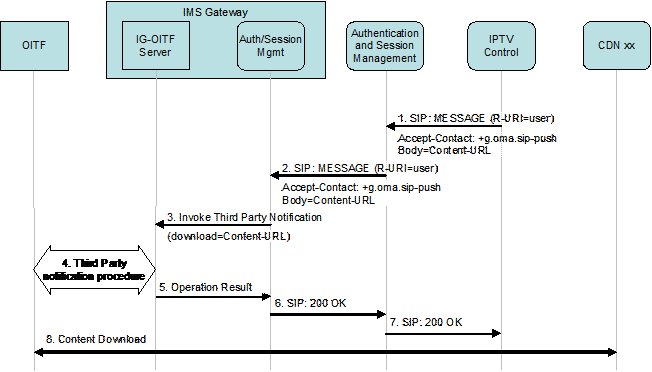 IMS Gateway
OITF
IG-OITF
Server
Auth/Session
Mgmt
Authentication
and Session
Management
IPTV
Control
CDN xx
1. SIP: MESSAGE (R-URI=user)
Accept-Contact: +g.oma.sip-push
Body=Content-URL
2. SIP: MESSAGE (R-URI=user)
Accept-Contact: +g.oma.sip-push
Body=Content-URL
3. Invoke Third Party Notification
(download=Content-URL)
4. Third Party
notification procedure
5. Operation Result
6. SIP: 200 OK
7. SIP: 200 OK
8. Content Download